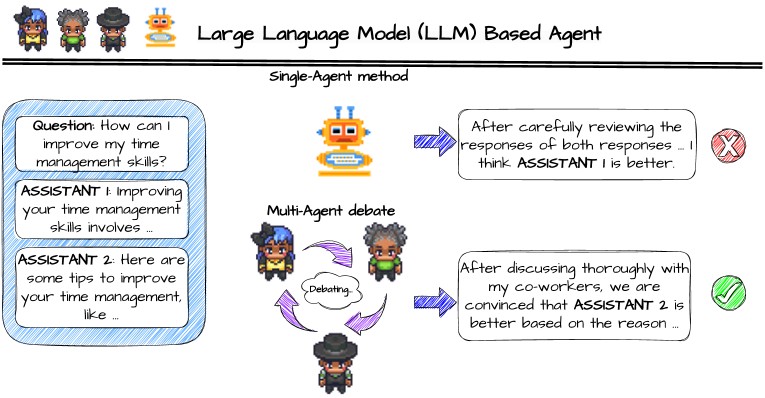 Large Language Model (LLM) Based Agent
Single-Agent method
Question: How can I
improve my time
management skills?
ASSISTANT 1: Improving
your time management
skills involves ...
ASSISTANT 2: Here are
some tips to improve
your time management,
like ...
After carefully reviewing the
responses of both responses ... I
think ASSISTANT 1 is better.
X
Multi-Agent debate
Debating...
After discussing thoroughly with
my co-workers, we are
convinced that ASSISTANT 2 is
better based on the reason ...